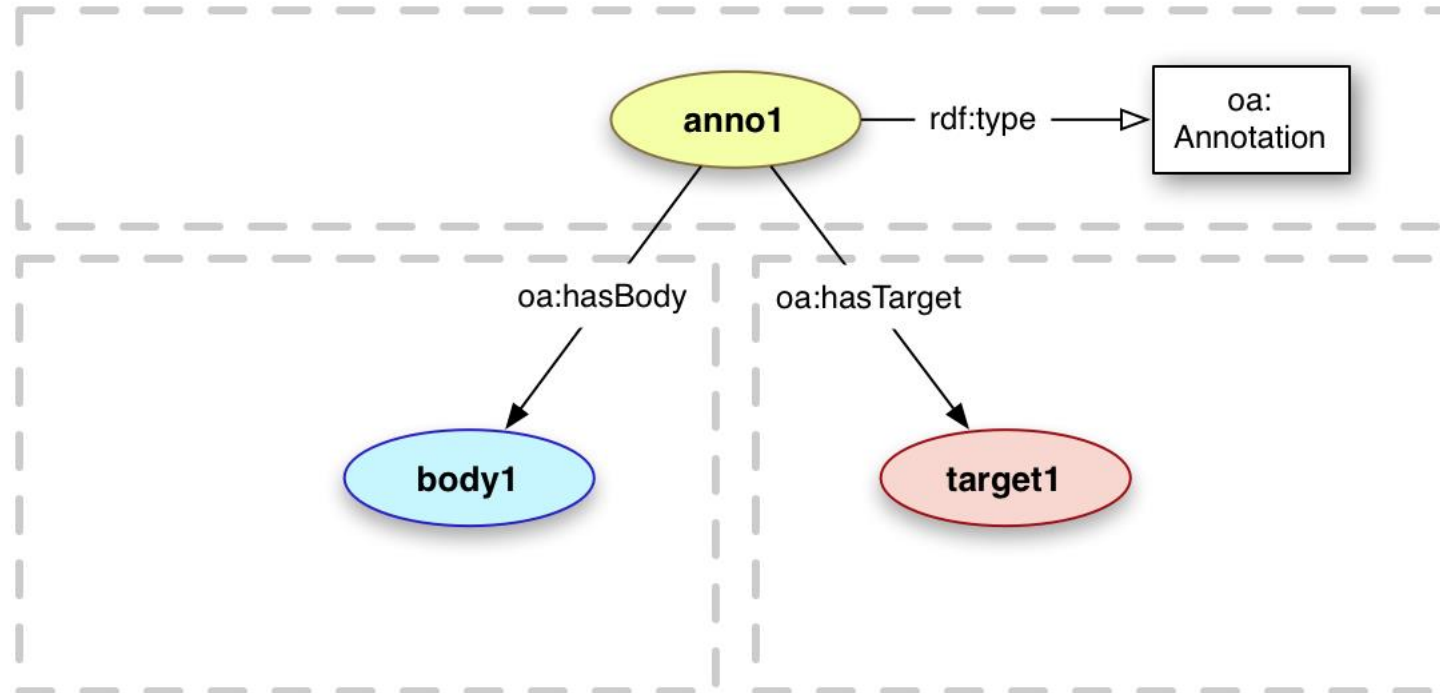 anno1
rdf:type
oa:
Annotation
oa:hasBody
oa:hasTarget
body1
target1